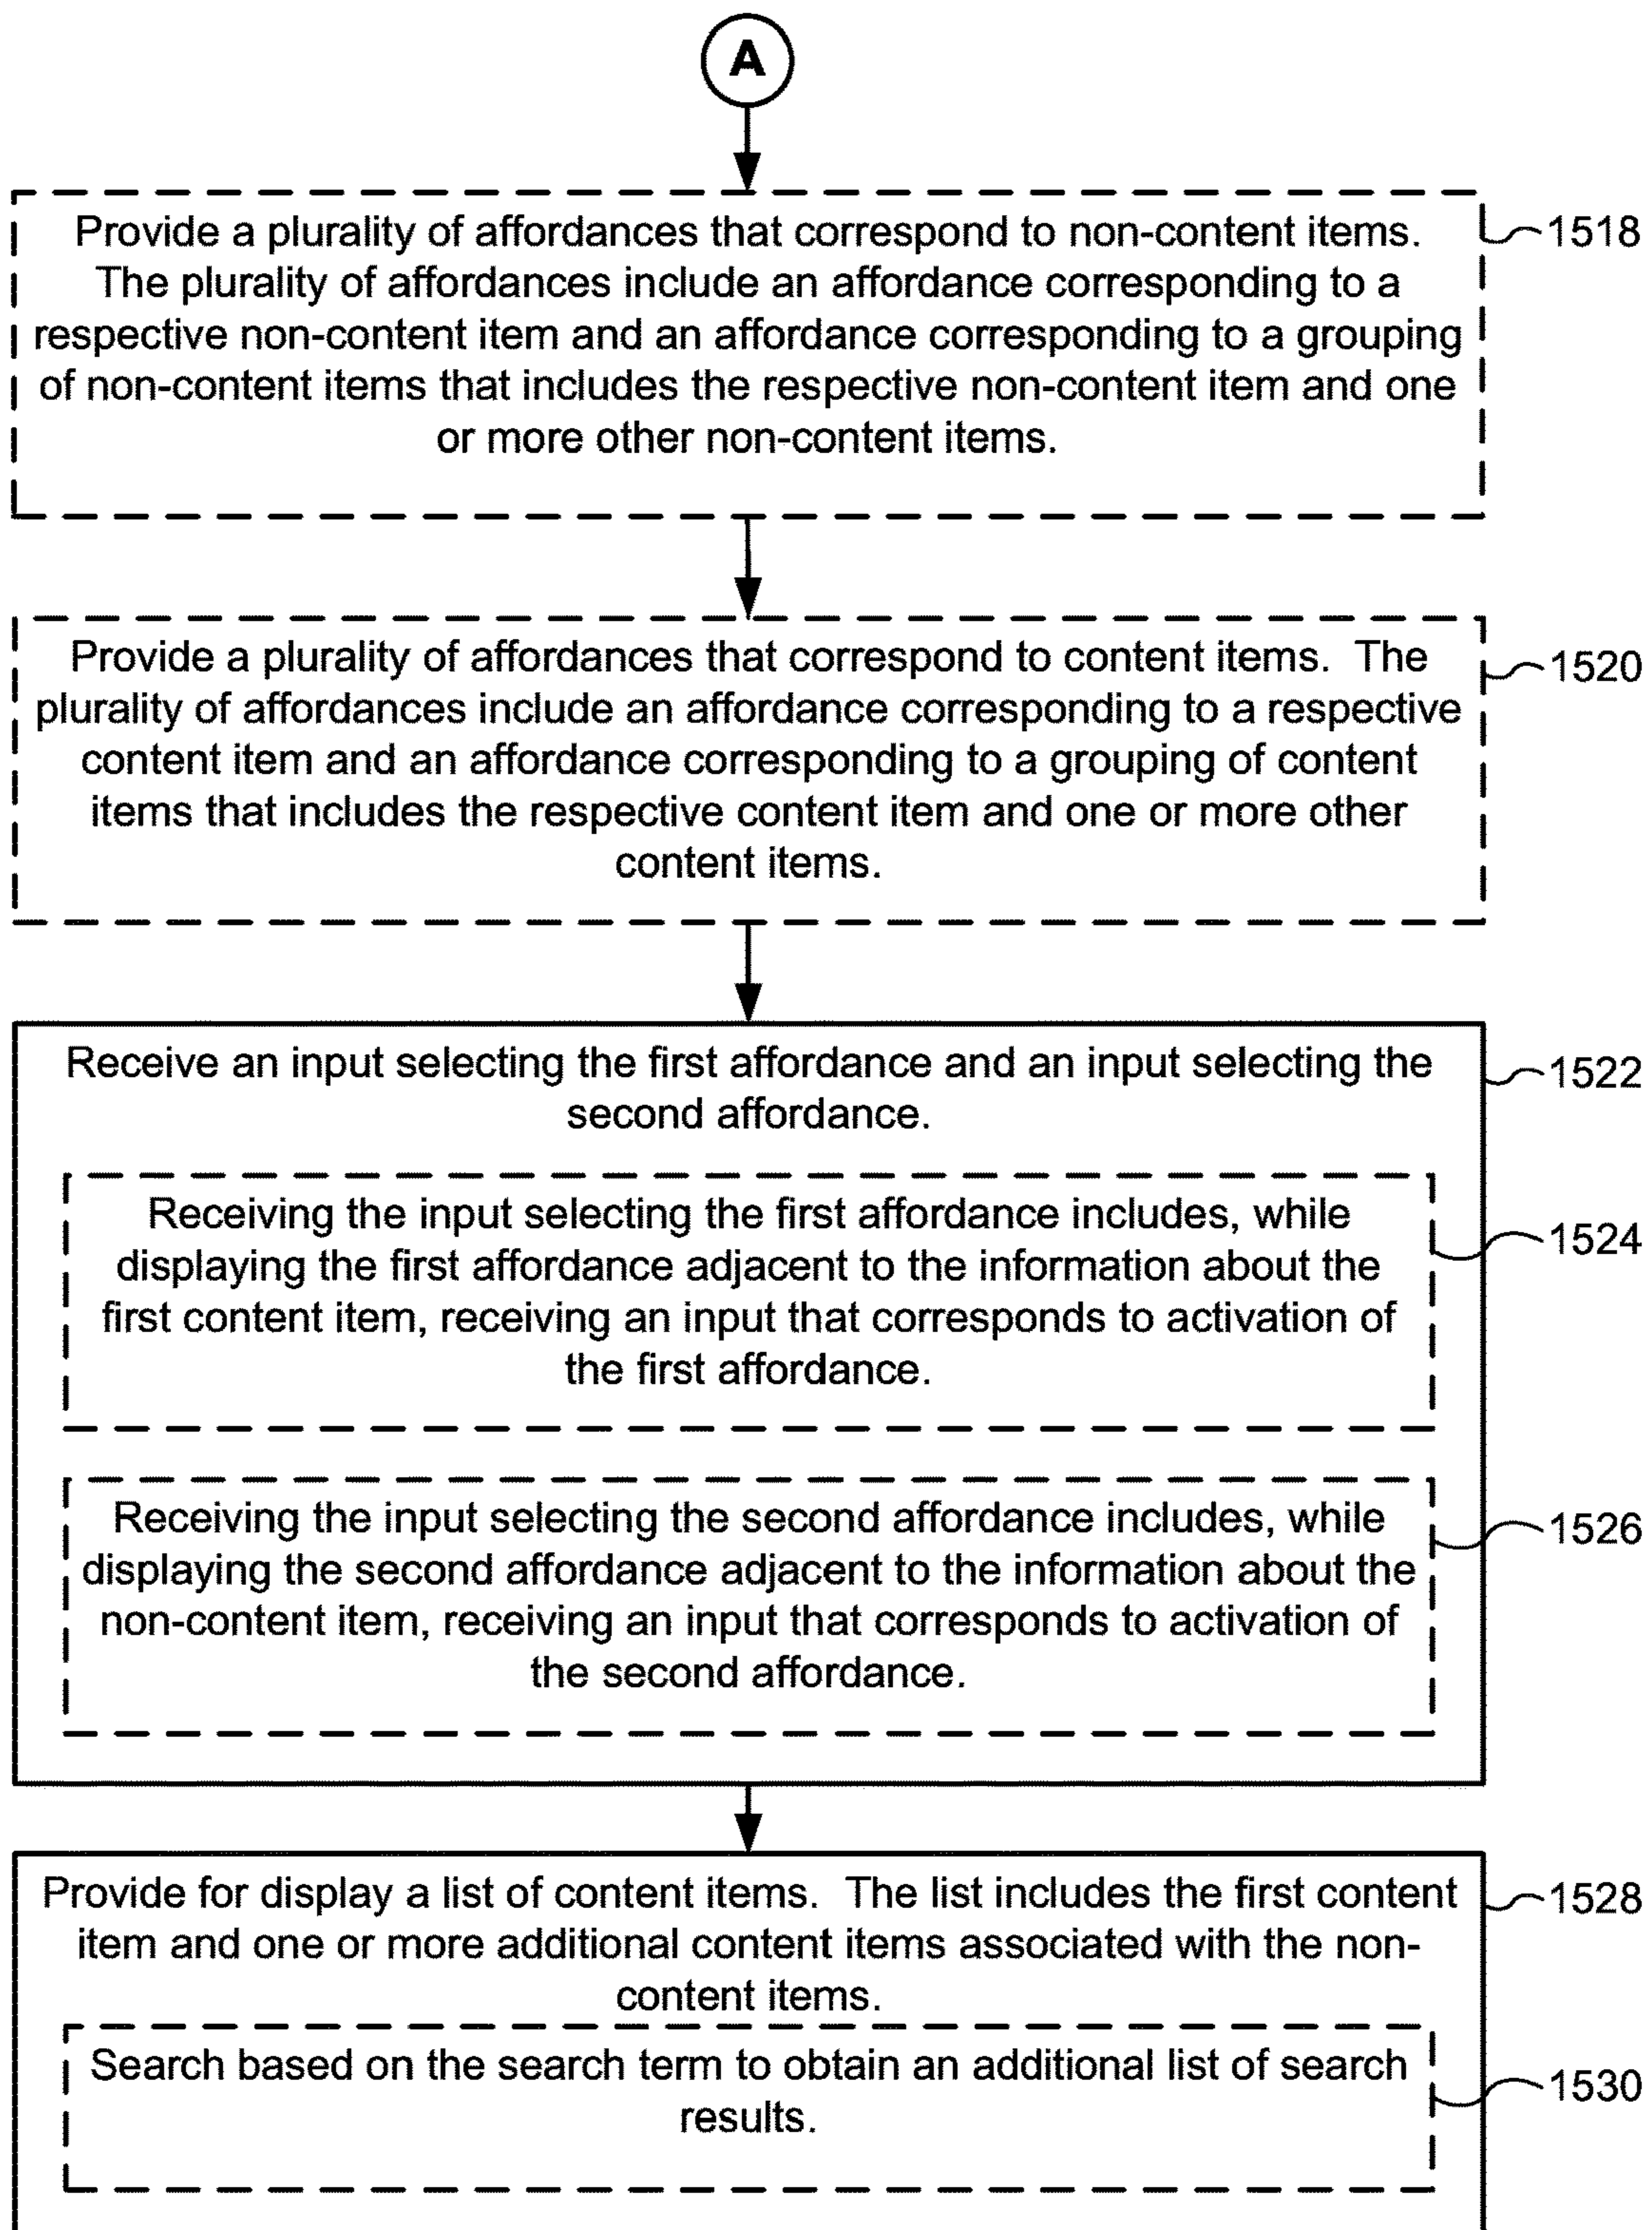 A
Provide a plurality of affordances that correspond to non-content items.
The plurality of affordances include an affordance corresponding to a
respective non-content item and an affordance corresponding to a grouping
of non-content items that includes the respective non-content item and one
or more other non-content items.
1518
Provide a plurality of affordances that correspond to content items.  The
plurality of affordances include an affordance corresponding to a respective
content item and an affordance corresponding to a grouping of content
items that includes the respective content item and one or more other
content items.
1520
Receive an input selecting the first affordance and an input selecting the
second affordance.
1522
Receiving the input selecting the first affordance includes, while
displaying the first affordance adjacent to the information about the
first content item, receiving an input that corresponds to activation of
the first affordance.
1524
Receiving the input selecting the second affordance includes, while
displaying the second affordance adjacent to the information about the
non-content item, receiving an input that corresponds to activation of
the second affordance.
1526
Provide for display a list of content items.  The list includes the first content
item and one or more additional content items associated with the non-
content items.
1528
Search based on the search term to obtain an additional list of search
results.
1530